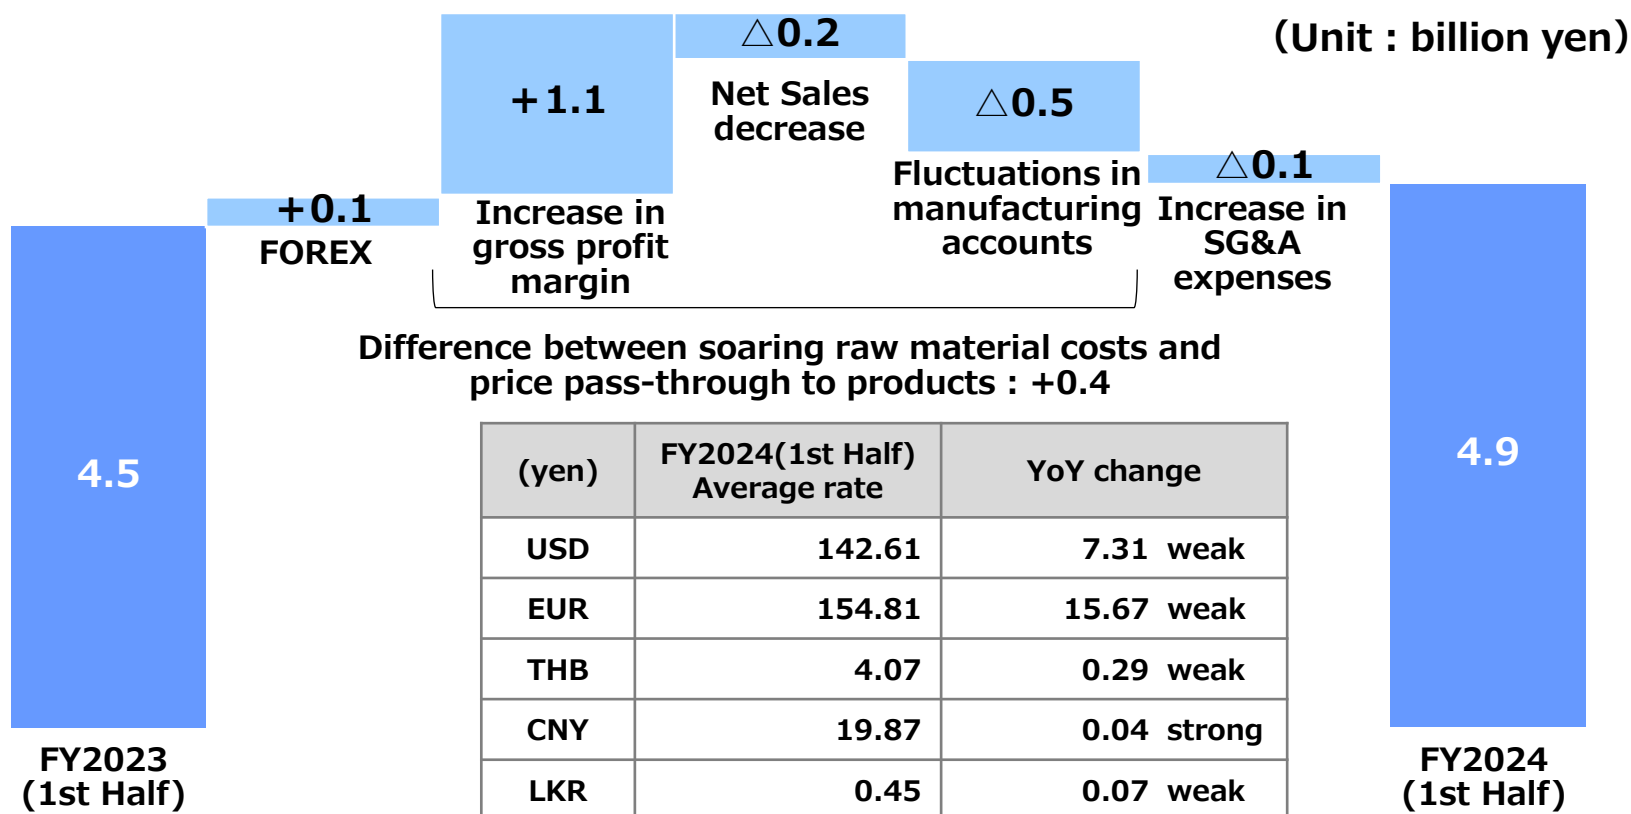 (Unit : billion yen)
△0.2
+1.1
Net Sales
decrease
△0.5
△0.1
+0.1
FOREX
Increase in
gross profit
margin
Fluctuations in
manufacturing
accounts
Increase in
SG&A
expenses
Difference between soaring raw material costs and
price pass-through to products : +0.4
4.5
4.9
(yen) FY2024(1st Half) Average rate YoY change
USD 142.61 7.31 weak
EUR 154.81 15.67 weak
THB 4.07 0.29 weak
CNY 19.87 0.04 strong
LKR 0.45 0.07 weak
FY2023
(1st Half)
FY2024
(1st Half)